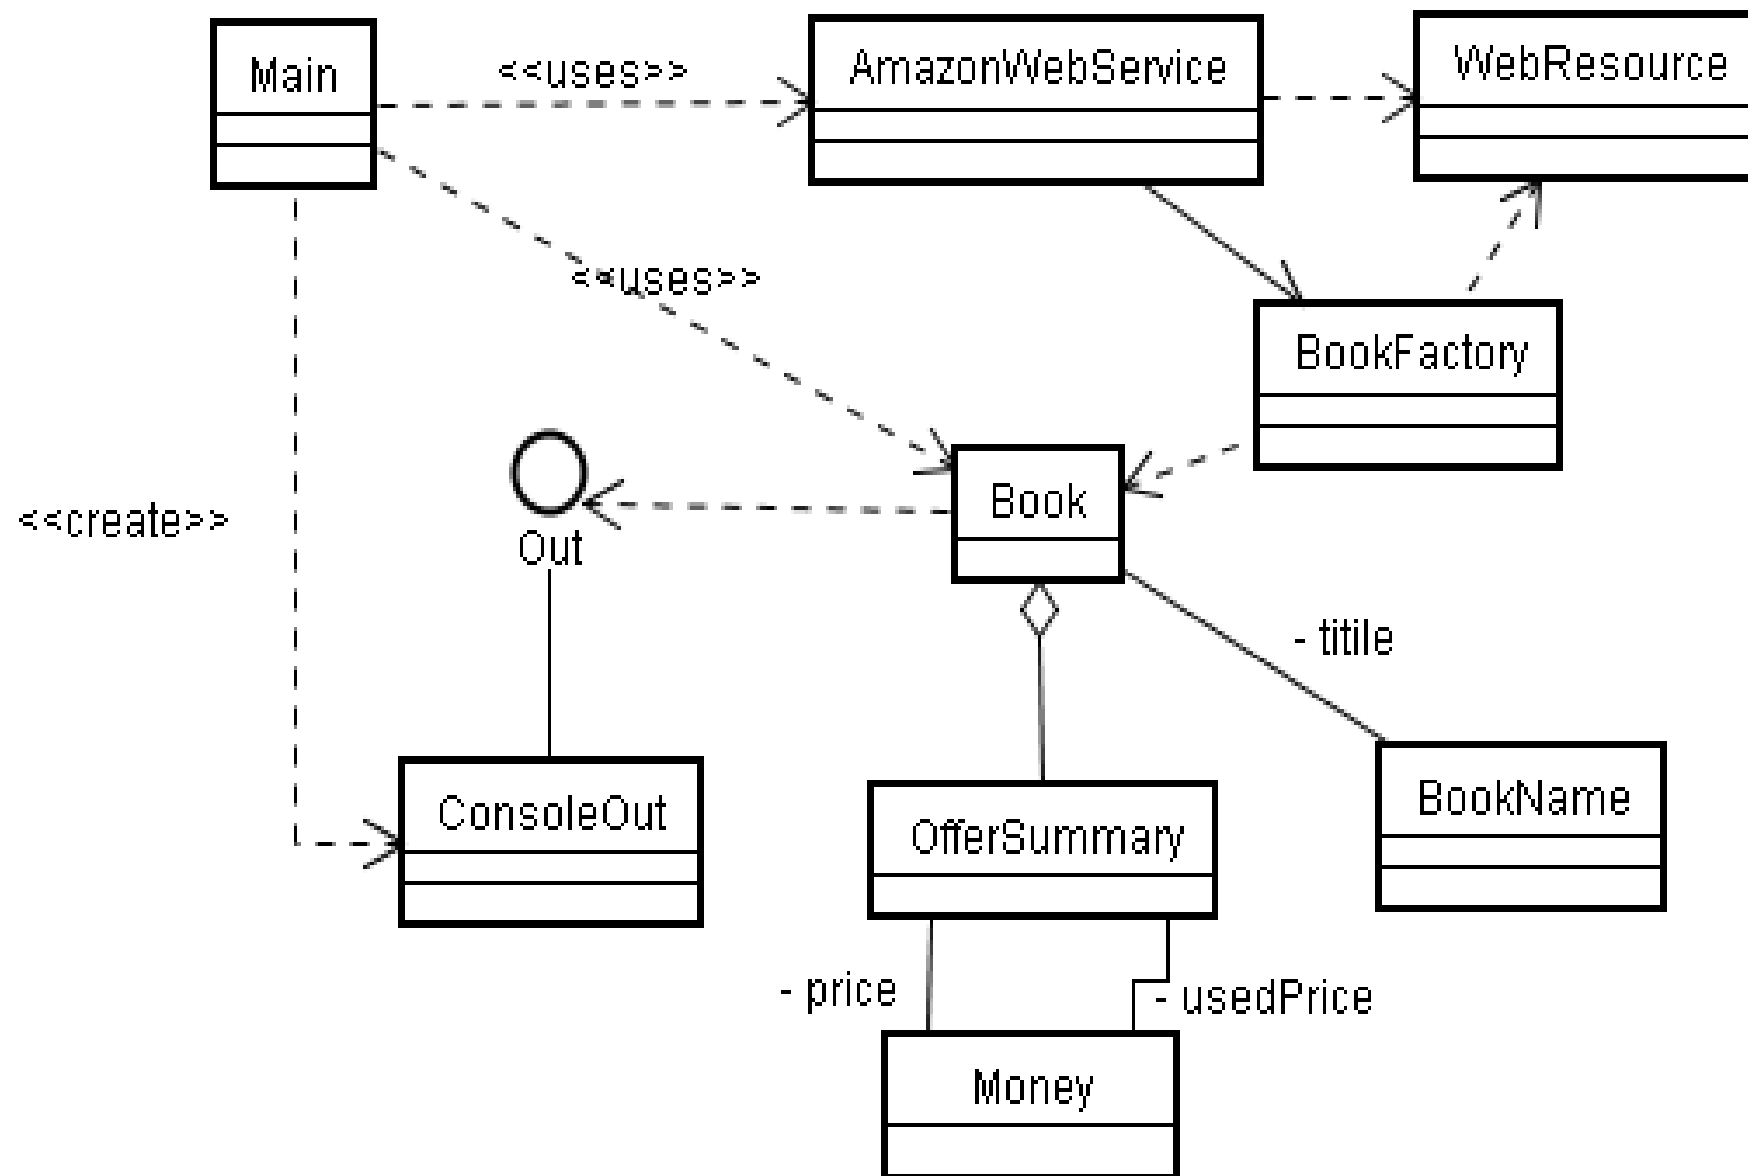 Main
<<uses>>
AmazonWebService
WebResource
<<uses>>
BookFactory
Book
<<create>>
Out
- titile
ConsoleOut
OfferSummary
BookName
- price
- usedPrice
Money